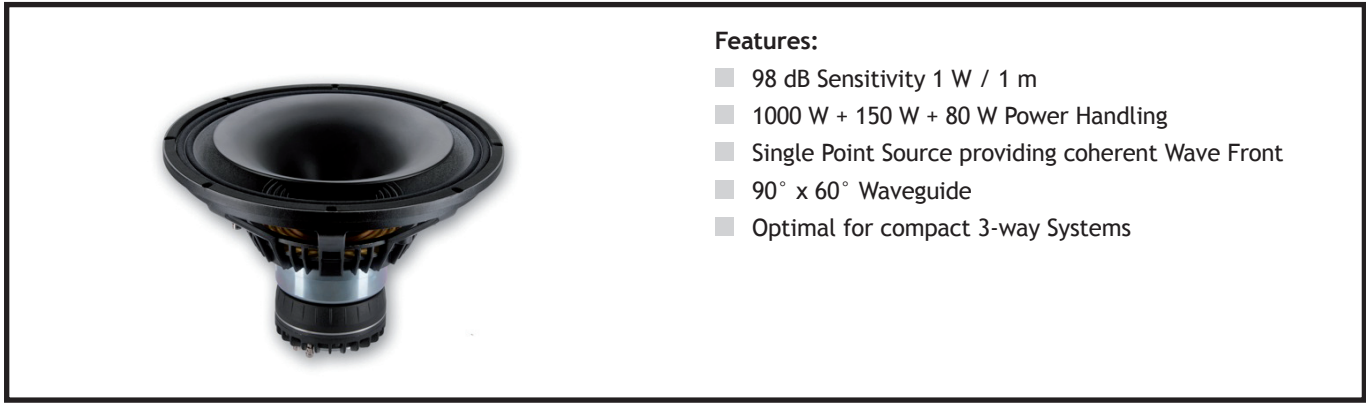 Features:
98 dB Sensitivity 1 W / 1 m
1000 W + 150 W + 80 W Power Handling
Single Point Source providing coherent Wave Front
90° x 60° Waveguide
Optimal for compact 3-way Systems